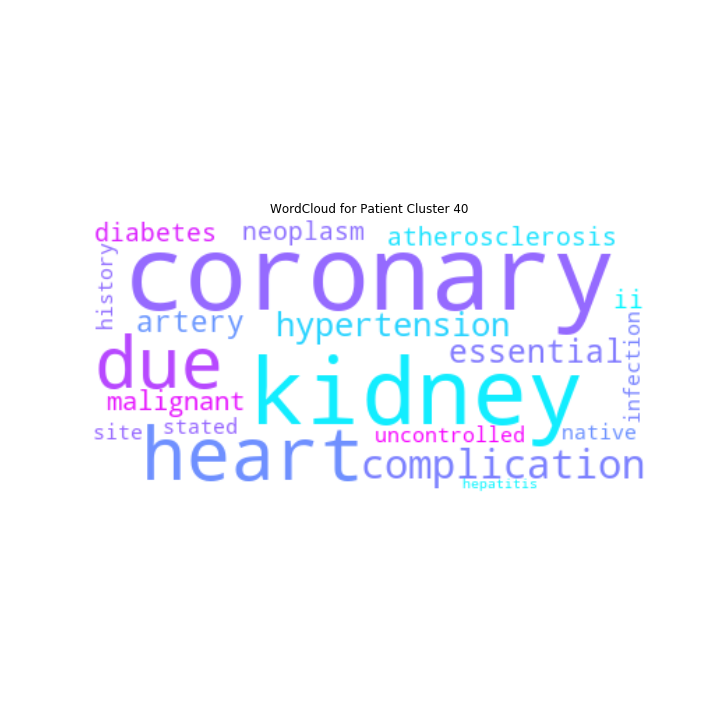 WordCloud for Patient Cluster 40
diabetes
neoplasm
atherosclerosis
history
coronary
ii
artery
hypertension
essential
infection
due
kidney
malignant
site
stated
uncontrolled
native
heart
complication
hepatitis